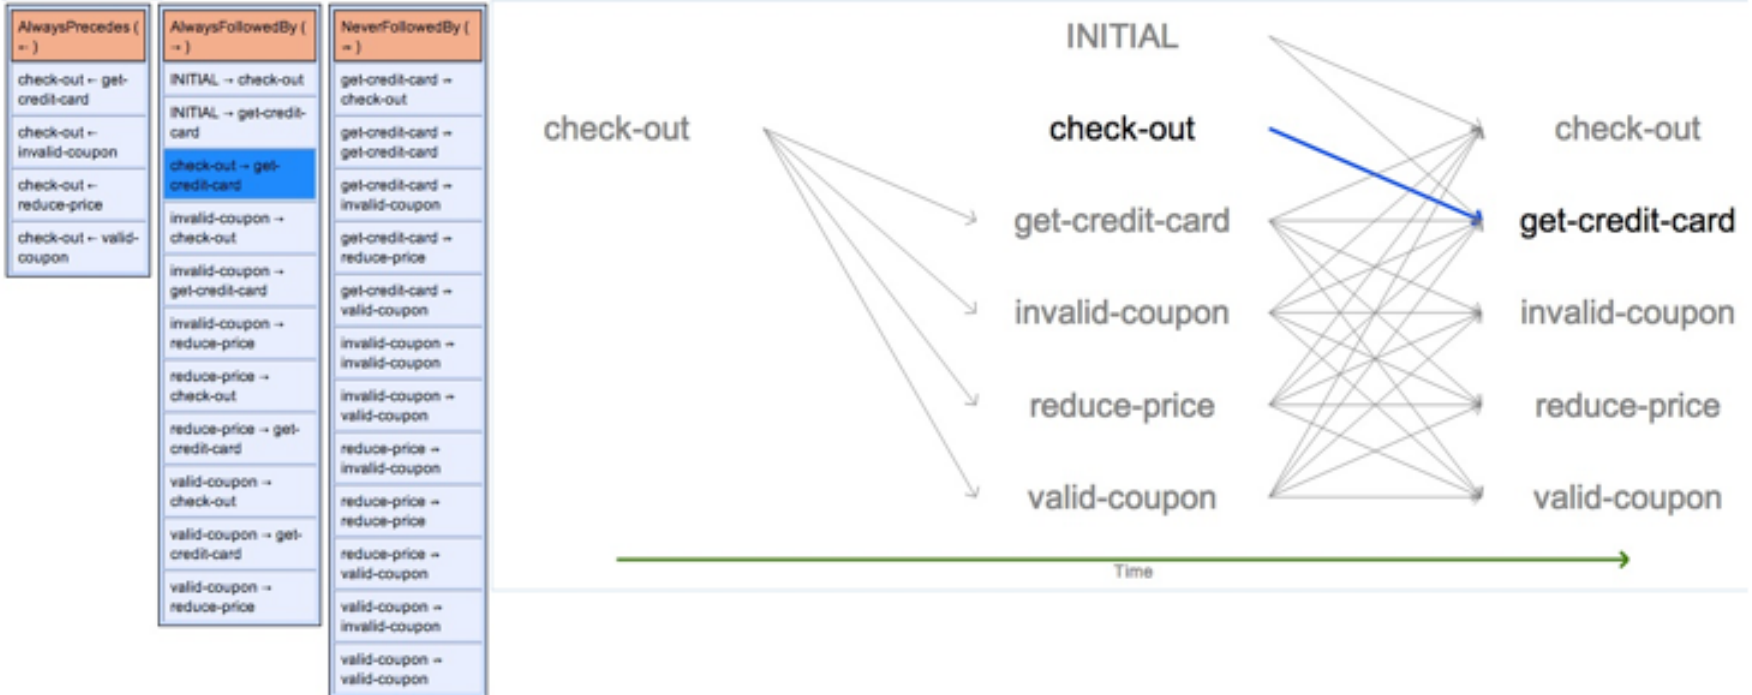 AlwaysPrecedes (
← )
check-out ← get-
credit-card
check-out ←
invalid-coupon
check-out ←
reduce-price
check-out ← valid-
coupon
AlwaysFollowedBy (
→ )
INITIAL → check-out
INITIAL → get-credit-
card
check-out → get-
credit-card
invalid-coupon →
check-out
invalid-coupon →
get-credit-card
invalid-coupon →
reduce-price
reduce-price →
check-out
reduce-price → get-
credit-card
valid-coupon →
check-out
valid-coupon → get-
credit-card
valid-coupon →
reduce-price
NeverFollowedBy (
↛ )
get-credit-card ↛
check-out
get-credit-card ↛
get-credit-card
get-credit-card ↛
invalid-coupon
get-credit-card ↛
reduce-price
get-credit-card ↛
valid-coupon
invalid-coupon ↛
invalid-coupon
invalid-coupon ↛
valid-coupon
reduce-price ↛
invalid-coupon
reduce-price ↛
reduce-price
reduce-price ↛
valid-coupon
valid-coupon ↛
invalid-coupon
valid-coupon ↛
valid-coupon
INITIAL
check-out
check-out
check-out
get-credit-card
get-credit-card
invalid-coupon
invalid-coupon
reduce-price
reduce-price
valid-coupon
valid-coupon
Time